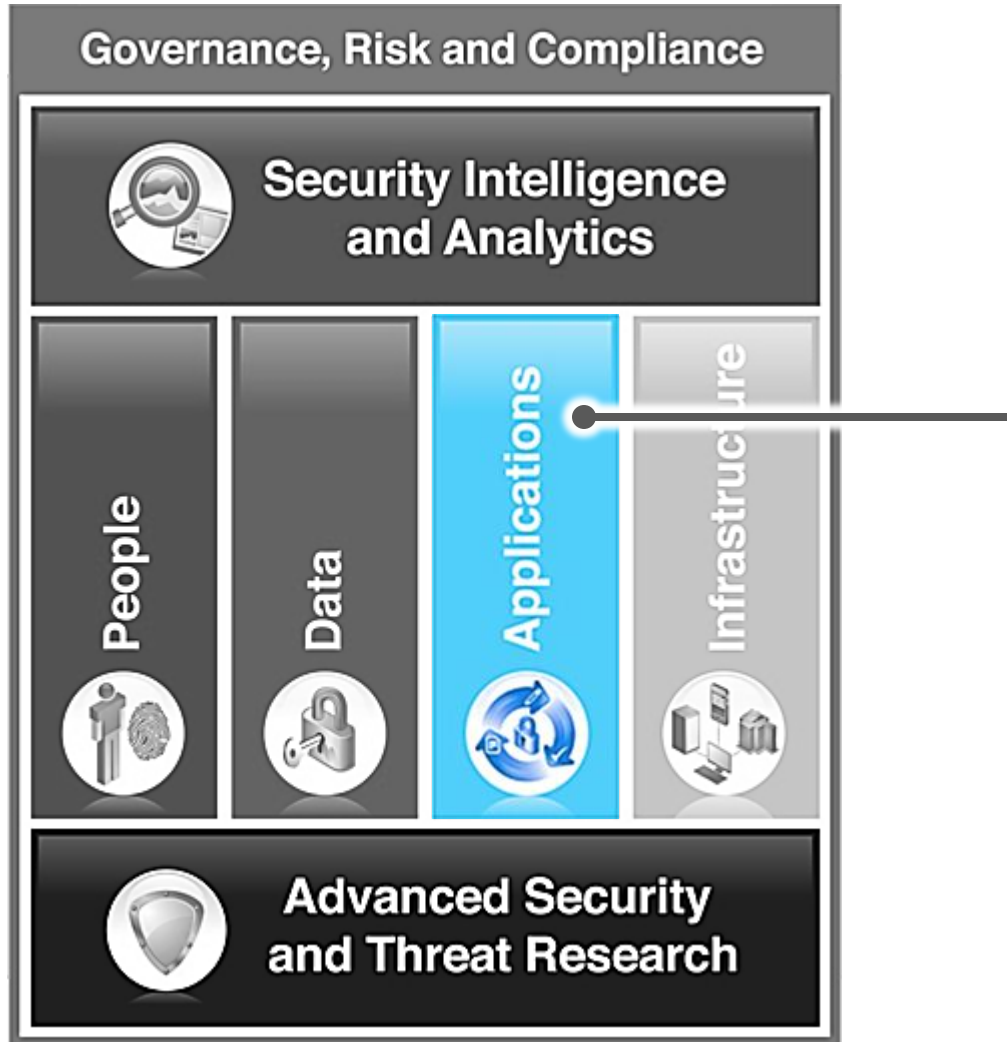 Governance, Risk and Compliance
Security Intelligence
and Analytics
People
Data
Applications
Infrastructure
Advanced Security
and Threat Research